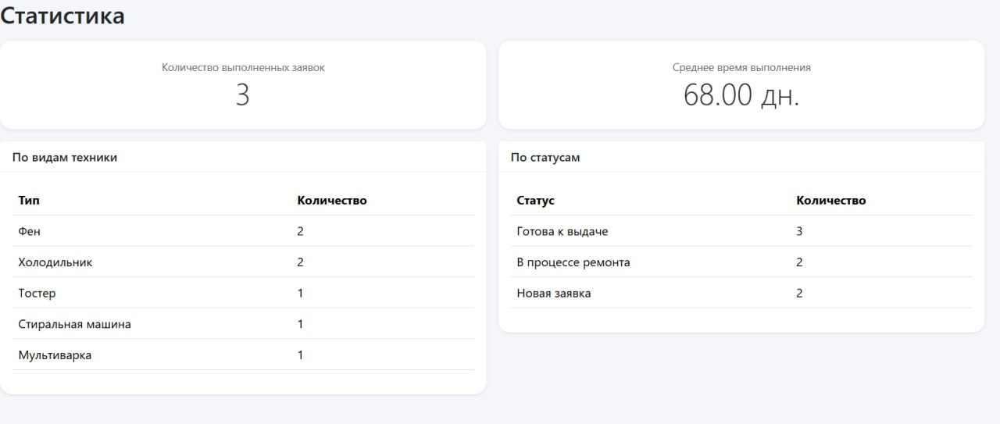 Статистика
Количество выполненных заявок
3
Среднее время выполнения
68.00 дн.
По видам техники
Тип Количество
Фен 2
Холодильник 2
Тостер 1
Стиральная машина 1
Мультиварка 1
По статусам
Статус Количество
Готова к выдаче 3
В процессе ремонта 2
Новая заявка 2